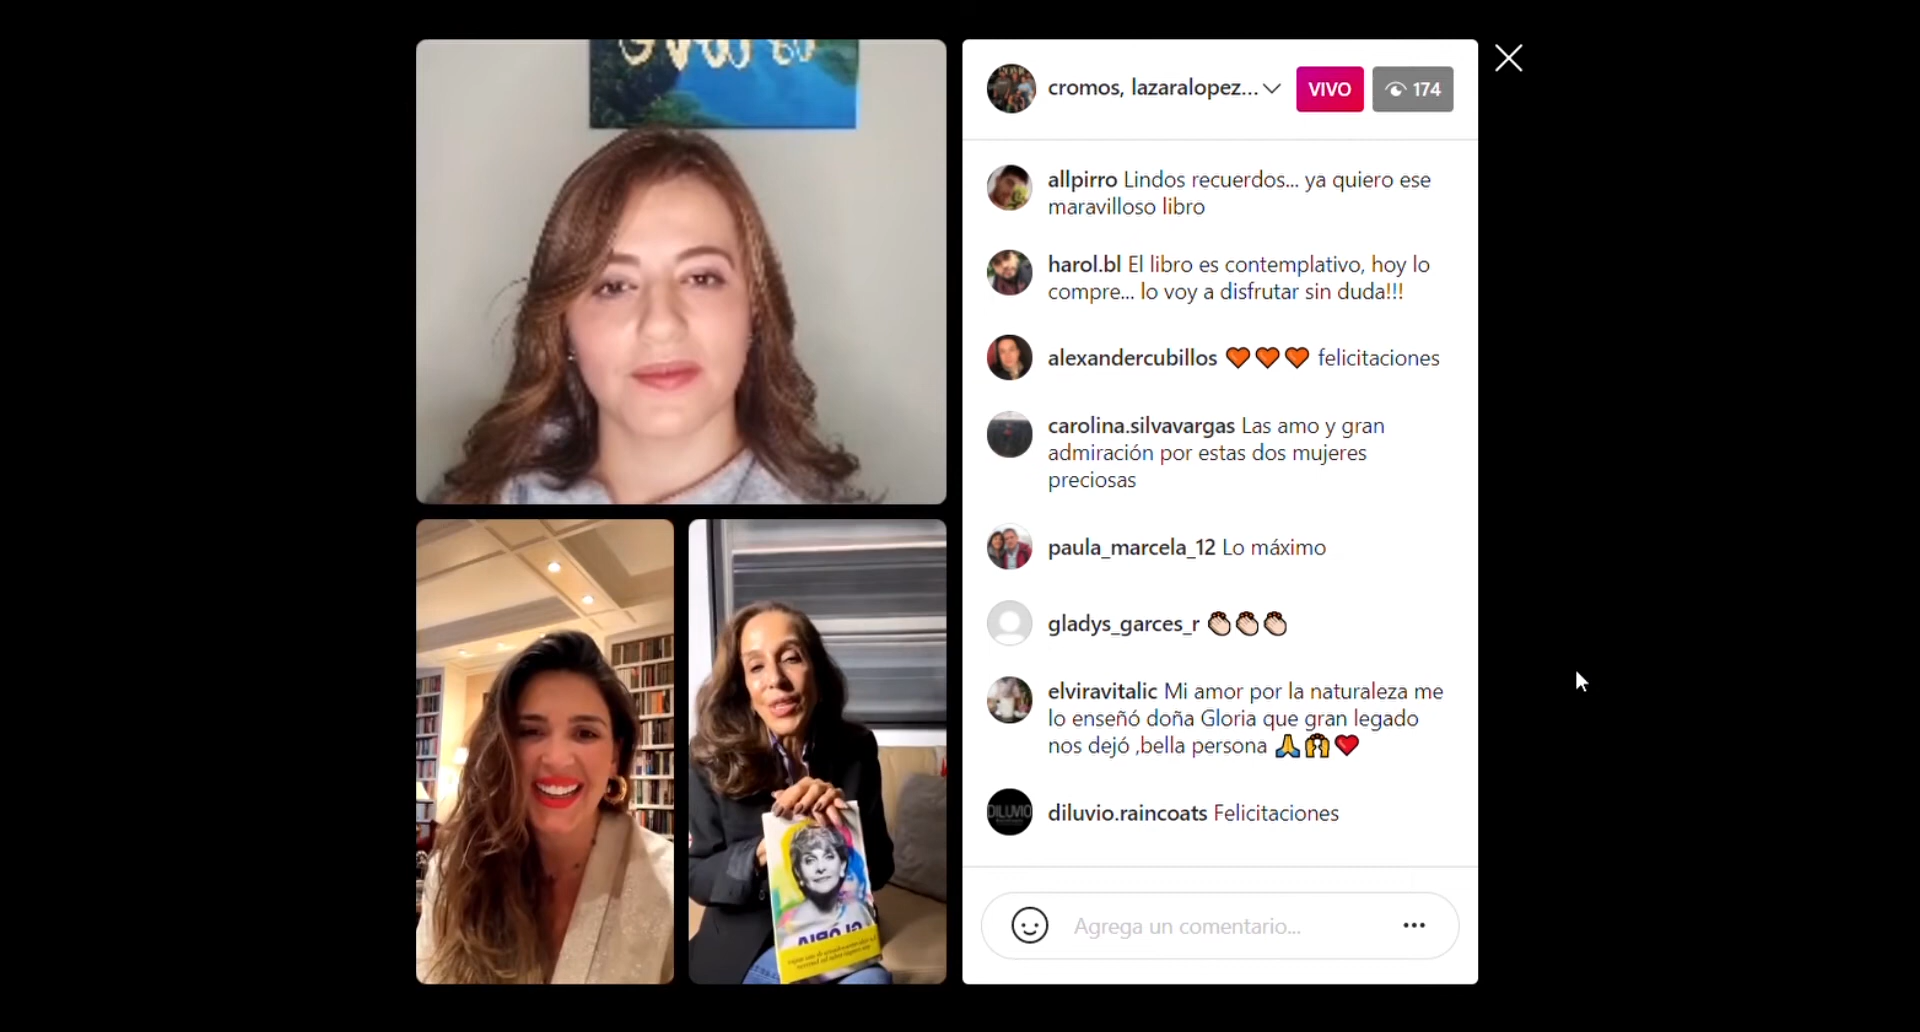 cromos, lazaralopez...
VIVO
174
allpirro Lindos recuerdos... ya quiero ese
maravilloso libro
harol.bl El libro es contemplativo, hoy lo
compre... lo voy a disfrutar sin duda!!!
alexandercubillos 🧡🧡🧡 felicitaciones
carolina.silvavargas Las amo y gran
admiración por estas dos mujeres
preciosas
paula_marcela_12 Lo máximo
gladys_garces_r 👏🏻👏🏻👏🏻
elviravitalic Mi amor por la naturaleza me
lo enseñó doña Gloria que gran legado
nos dejó ,bella persona 🙏🙌❤️
DILUVIO
diluvio.raincoats Felicitaciones
Agrega un comentario...
GLORIA